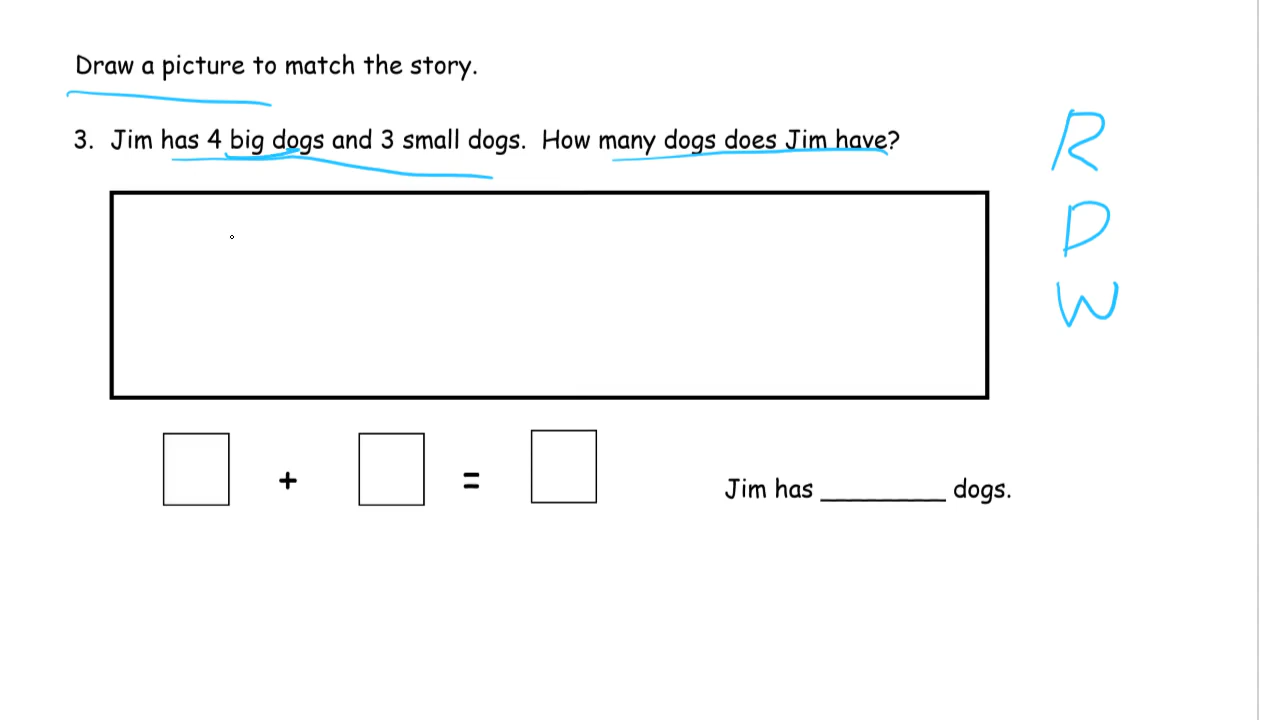 Draw a picture to match the story.
3. Jim has 4 big dogs and 3 small dogs. How many dogs does Jim have?
R
D
W
+ =
Jim has _________ dogs.